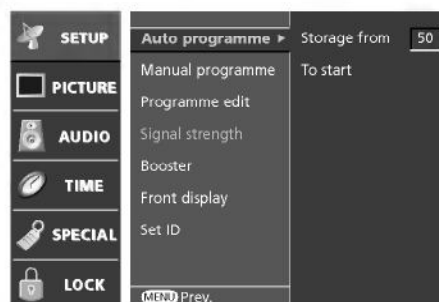 SETUP
PICTURE
AUDIO
TIME
SPECIAL
LOCK
Auto programme ►
Manual programme
Programme edit
Signal strength
Booster
Front display
Set ID
MENU Prev.
Storage from 50
To start